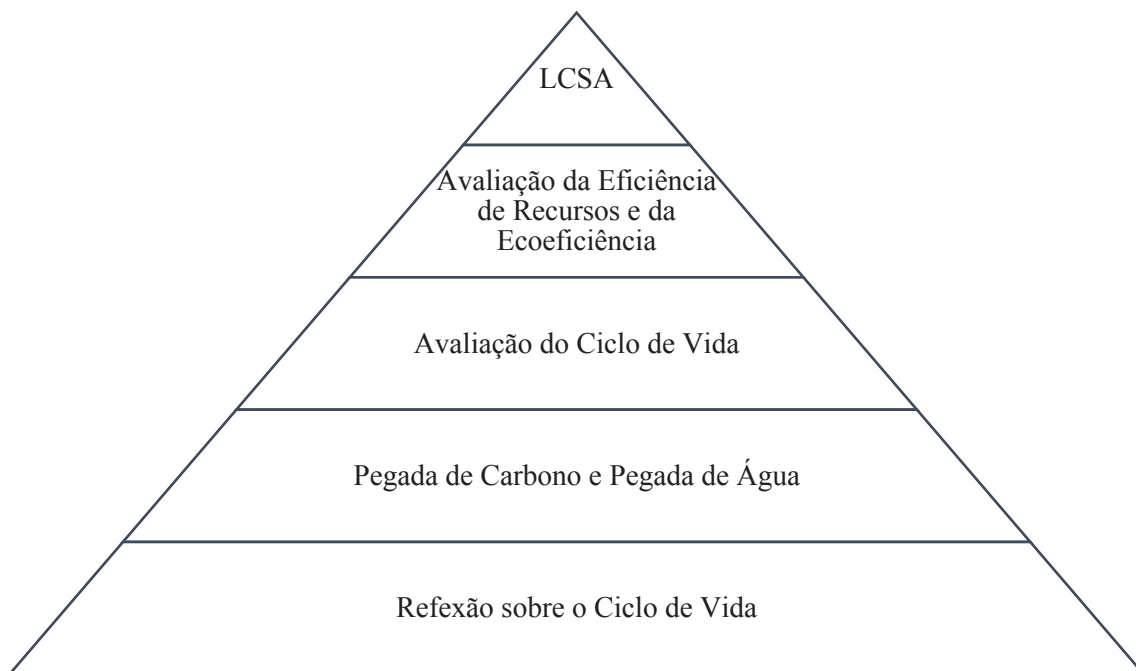 LCSA
Avaliação da Eficiência
de Recursos e da
Ecoeficiência
Avaliação do Ciclo de Vida
Pegada de Carbono e Pegada de Água
Refexão sobre o Ciclo de Vida